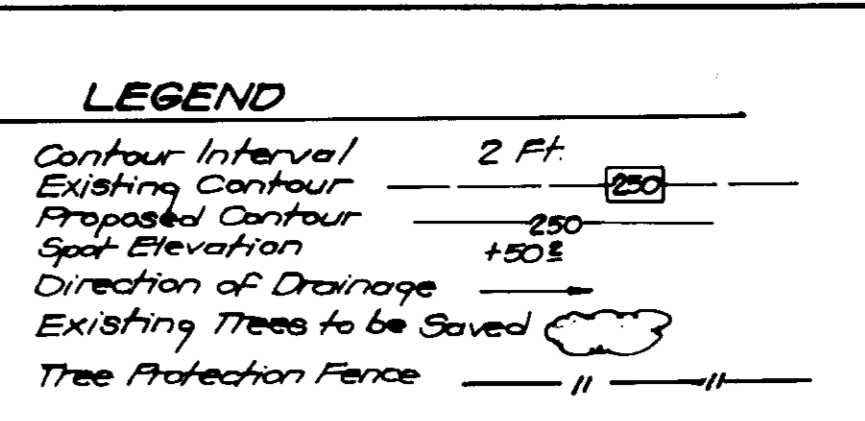 LEGEND
Contour Interval 2 Ft.
Existing Contour 250
Proposed Contour 250
Spot Elevation +50
Direction of Drainage
Existing Trees to be Saved
Tree Protection Fence